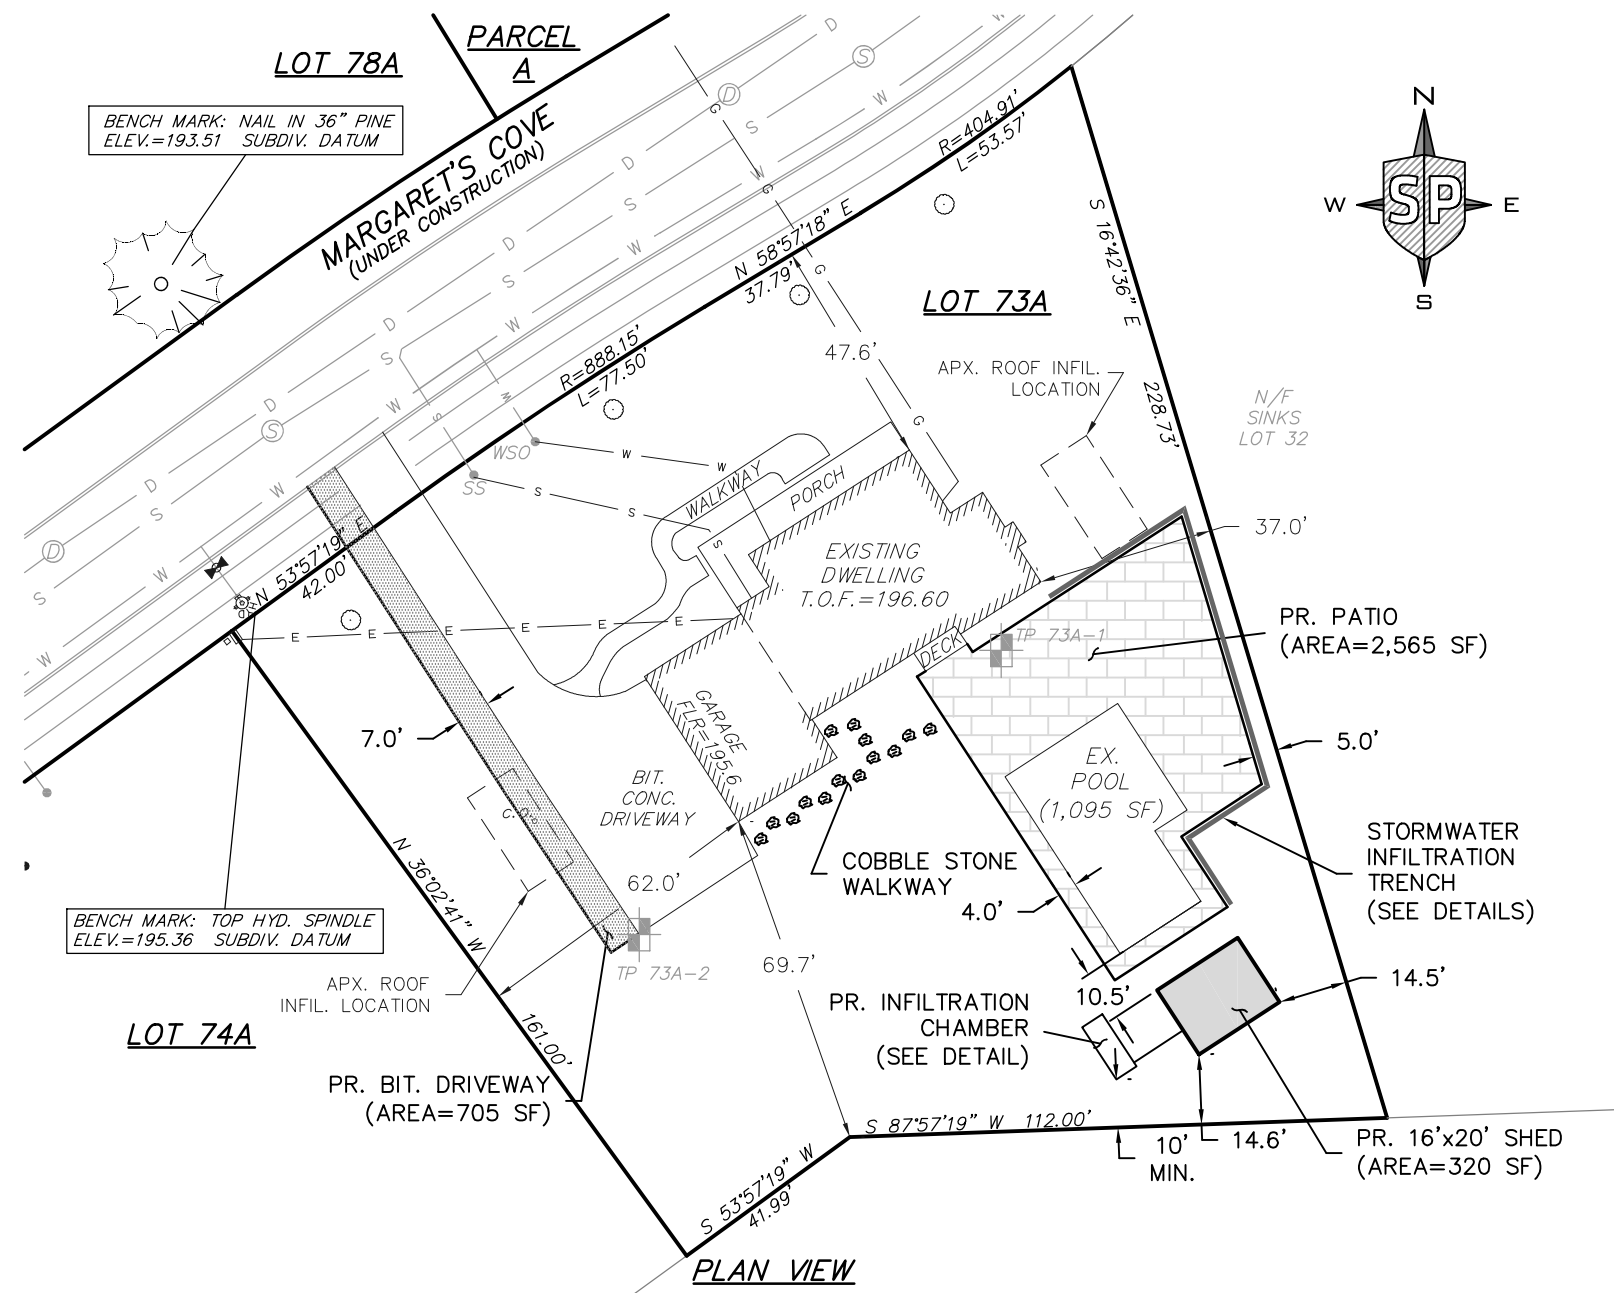 LOT 78A
PARCEL
A
BENCH MARK: NAIL IN 36" PINE
ELEV.=193.51 SUBDIV. DATUM
MARGARET'S COVE
(UNDER CONSTRUCTION)
R=404.91'
L=53.57'
N
W
SP
E
S
S 16°42'36" E
228.73'
N 58°57'18" E
37.79'
LOT 73A
47.6'
R=888.15'
L=77.50'
APX. ROOF INFIL.
LOCATION
N/F
SINKS
LOT 32
WSO
SS
WALKWAY
PORCH
EXISTING
DWELLING
T.O.F.=196.60
37.0'
N 53°57'19" E
42.00'
TP 73A-1
DECK
PR. PATIO
(AREA=2,565 SF)
7.0'
GARAGE
FLR=195.6
BIT.
CONC.
DRIVEWAY
EX.
POOL
(1,095 SF)
5.0'
C.O.
62.0'
COBBLE STONE
WALKWAY
4.0'
STORMWATER
INFILTRATION
TRENCH
(SEE DETAILS)
N 36°02'41" W
161.00'
BENCH MARK: TOP HYD. SPINDLE
ELEV.=195.36 SUBDIV. DATUM
APX. ROOF
INFIL. LOCATION
TP 73A-2
69.7'
10.5'
14.5'
PR. INFILTRATION
CHAMBER
(SEE DETAIL)
LOT 74A
PR. BIT. DRIVEWAY
(AREA=705 SF)
S 87°57'19" W 112.00'
10'
MIN.
14.6'
PR. 16'x20' SHED
(AREA=320 SF)
S 53°57'19" W
41.99'
PLAN VIEW